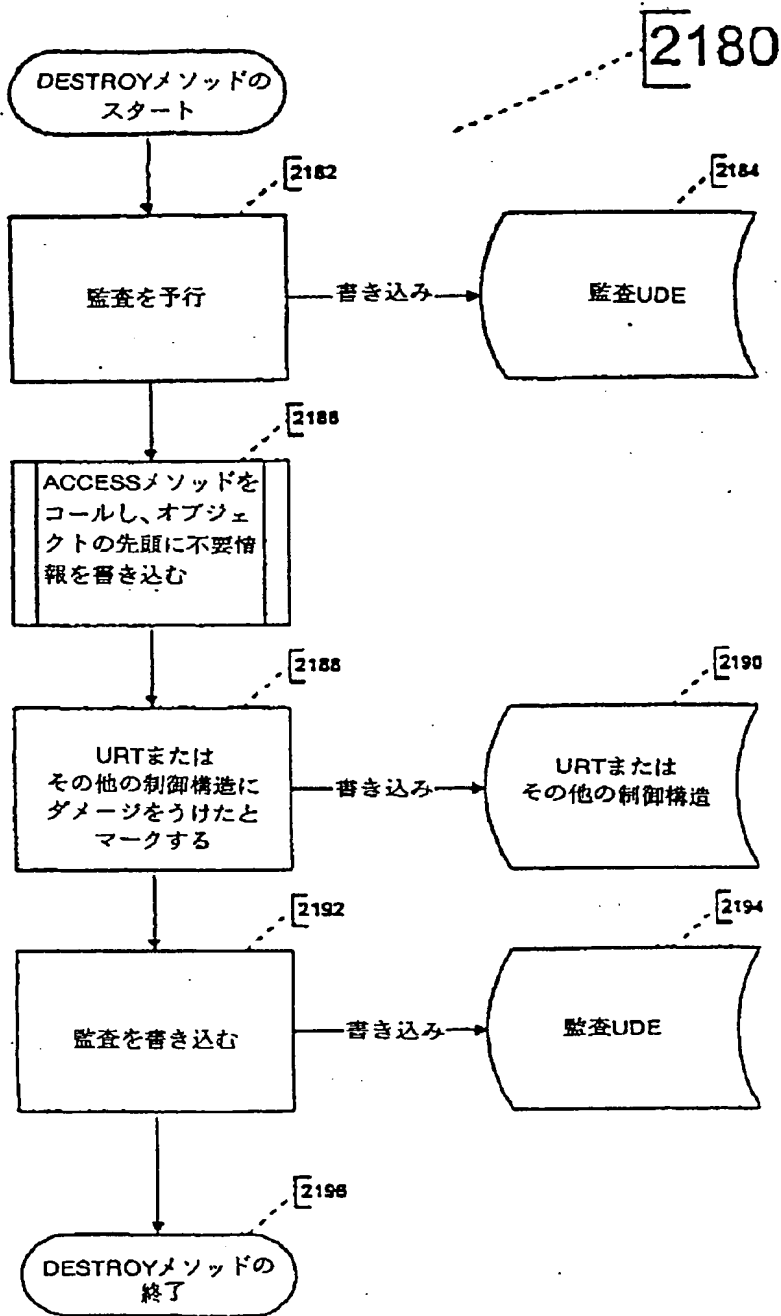 2180
DESTROYメソッドの
スタート
2182
2184
監査を予行
書き込み
監査UDE
2186
ACCESSメソッドを
コールし、オブジェ
クトの先頭に不要情
報を書き込む
2188
2190
URTまたは
その他の制御構造に
ダメージをうけたと
マークする
書き込み
URTまたは
その他の制御構造
2192
2194
監査を書き込む
書き込み
監査UDE
2196
DESTROYメソッドの
終了